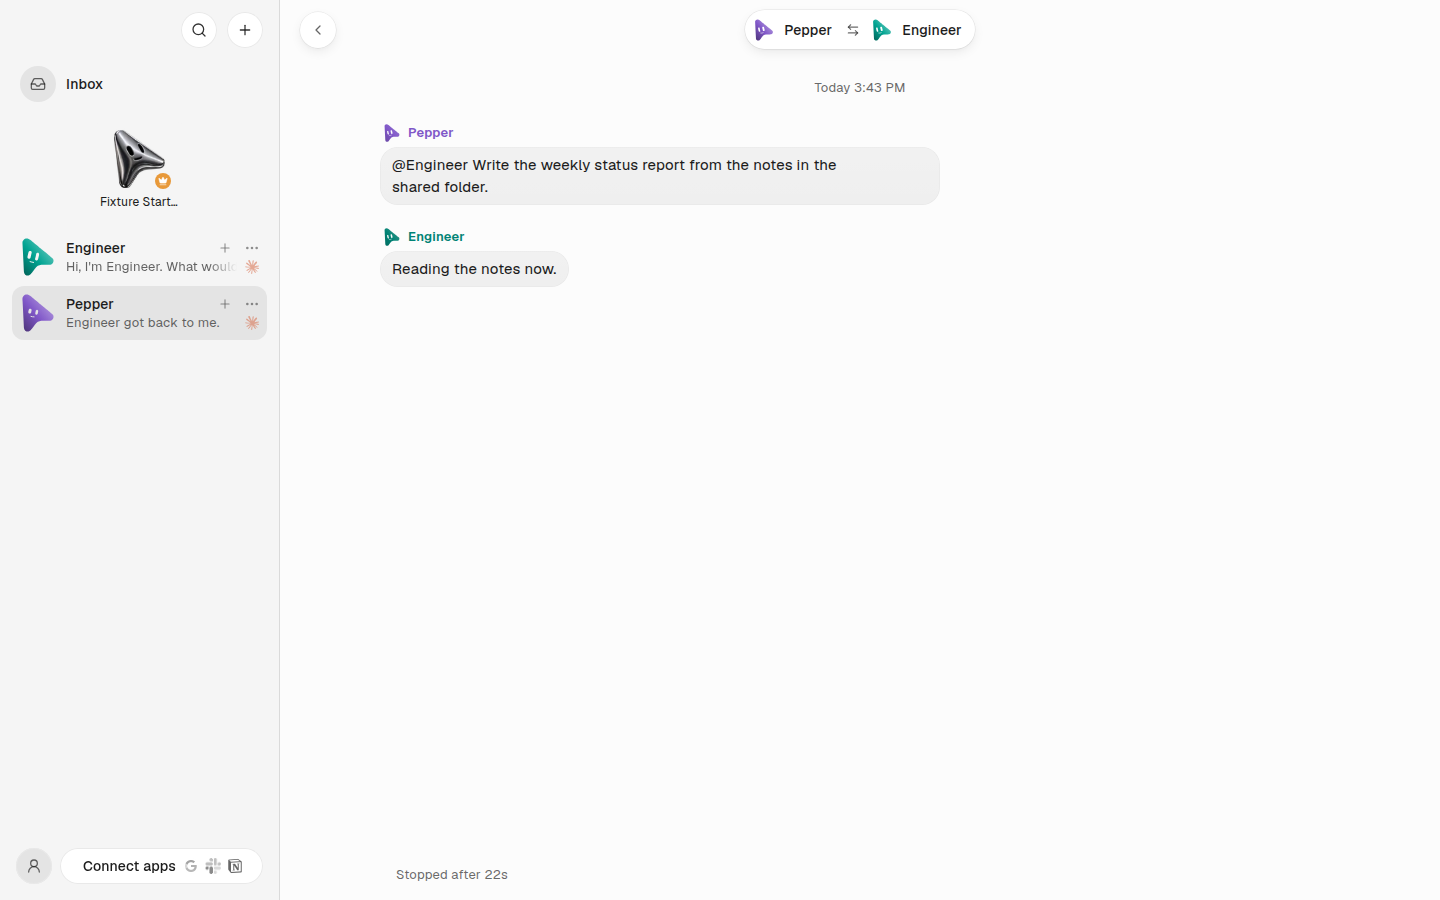 Inbox
Fixture Start…
Engineer
Hi, I'm Engineer. What woul
Pepper
Engineer got back to me.
Connect apps
Pepper
Engineer
Today 3:43 PM
Pepper
@Engineer Write the weekly status report from the notes in the
shared folder.
Engineer
Reading the notes now.
Stopped after 22s